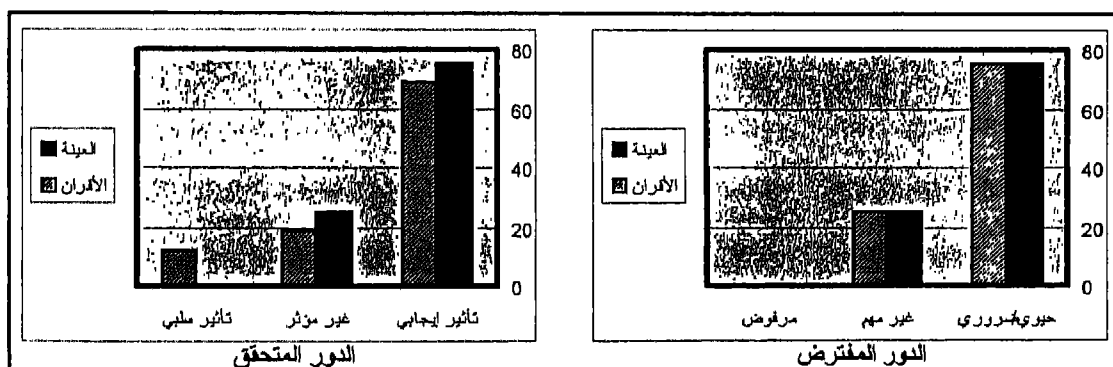 80
60
40
20
0
العينة
الأقران
حيوي/ضروري
غير مهم
مرفوض
الدور المفترض
80
60
40
20
0
العينة
الأقران
تأثير إيجابي
غير مؤثر
تأثير سلبي
الدور المتحقق